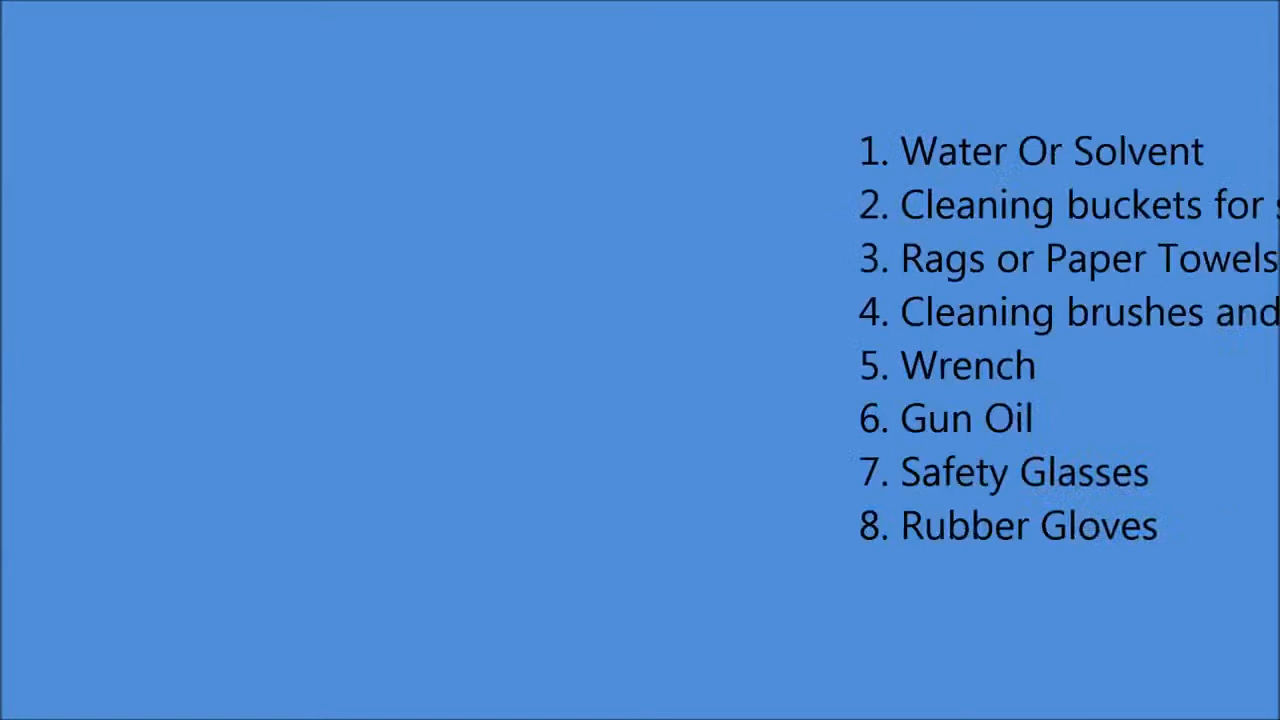 1. Water Or Solvent
2. Cleaning buckets for
3. Rags or Paper Towels
4. Cleaning brushes and
5. Wrench
6. Gun Oil
7. Safety Glasses
8. Rubber Gloves